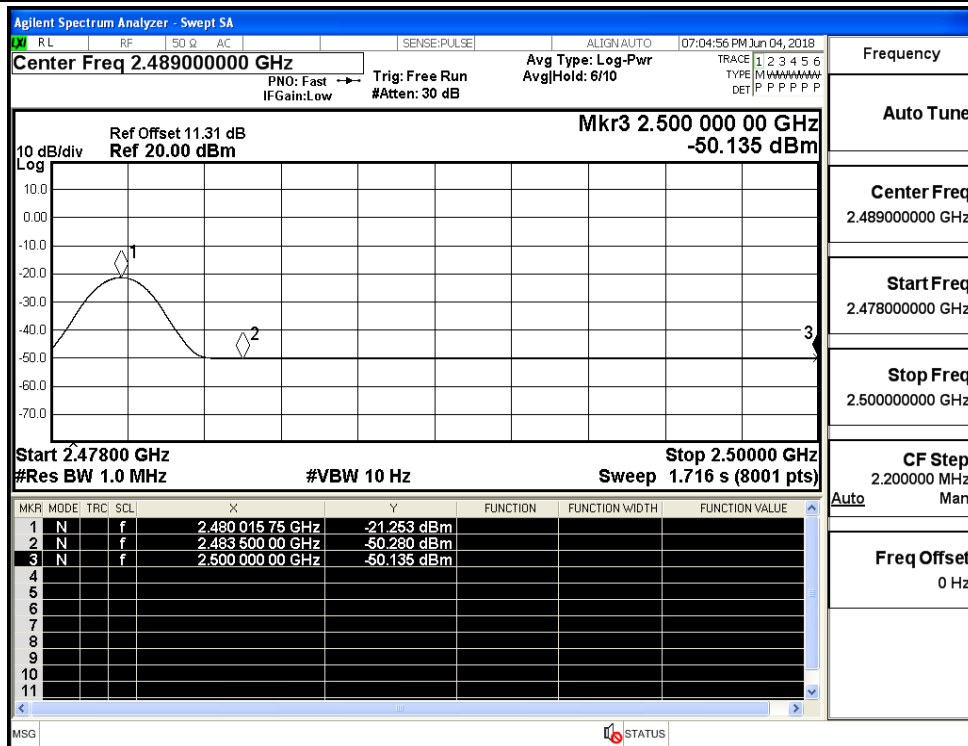 Agilent Spectrum Analyzer - Swept SA
LXI RL RF 50 Ω AC SENSE:PULSE ALIGN AUTO 07:04:56 PM Jun 04, 2018
Center Freq 2.489000000 GHz
PNO: Fast
IFGain:Low
Trig: Free Run
#Atten: 30 dB
Avg Type: Log-Pwr
Avg|Hold: 6/10
TRACE 1 2 3 4 5 6
TYPE M WWWWW
DET P P P P P P
Ref Offset 11.31 dB
Ref 20.00 dBm
10 dB/div
Log
Mkr3 2.500 000 00 GHz
-50.135 dBm
10.0
0.00
-10.0
-20.0
-30.0
-40.0
-50.0
-60.0
-70.0
1
2
3
Start 2.47800 GHz Stop 2.50000 GHz
#Res BW 1.0 MHz #VBW 10 Hz Sweep 1.716 s (8001 pts)
MKR MODE TRC SCL X Y FUNCTION FUNCTION WIDTH FUNCTION VALUE
1 N f 2.480 015 75 GHz -21.253 dBm
2 N f 2.483 500 00 GHz -50.280 dBm
3 N f 2.500 000 00 GHz -50.135 dBm
4
5
6
7
8
9
10
11
MSG STATUS
Frequency
Auto Tune
Center Freq
2.489000000 GHz
Start Freq
2.478000000 GHz
Stop Freq
2.500000000 GHz
CF Step
2.200000 MHz
Auto Man
Freq Offset
0 Hz